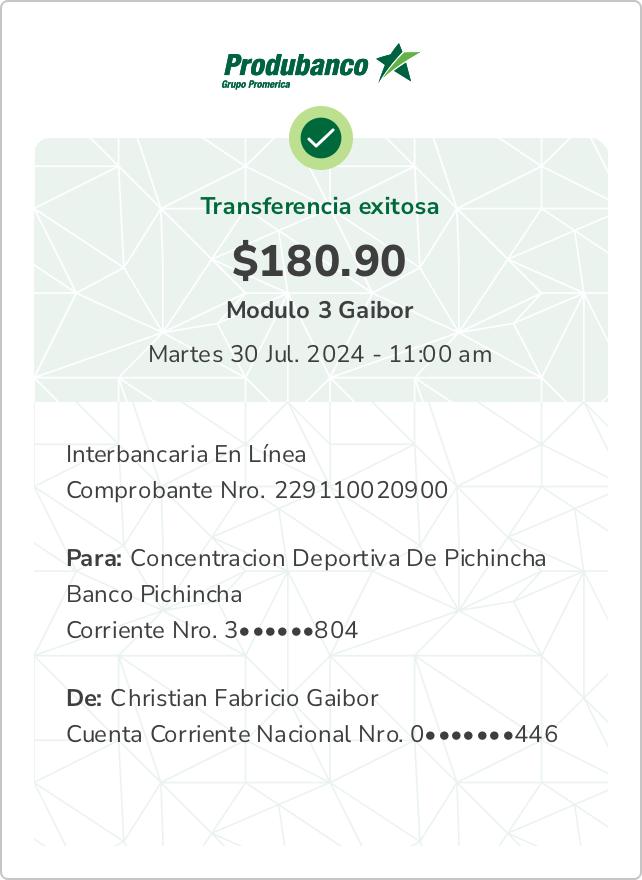 Produbanco
Grupo Promerica
Transferencia exitosa
$180.90
Modulo 3 Gaibor
Martes 30 Jul. 2024 - 11:00 am
Interbancaria En Línea
Comprobante Nro. 229110020900
Para: Concentracion Deportiva De Pichincha
Banco Pichincha
Corriente Nro. 3••••••804
De: Christian Fabricio Gaibor
Cuenta Corriente Nacional Nro. 0•••••••446